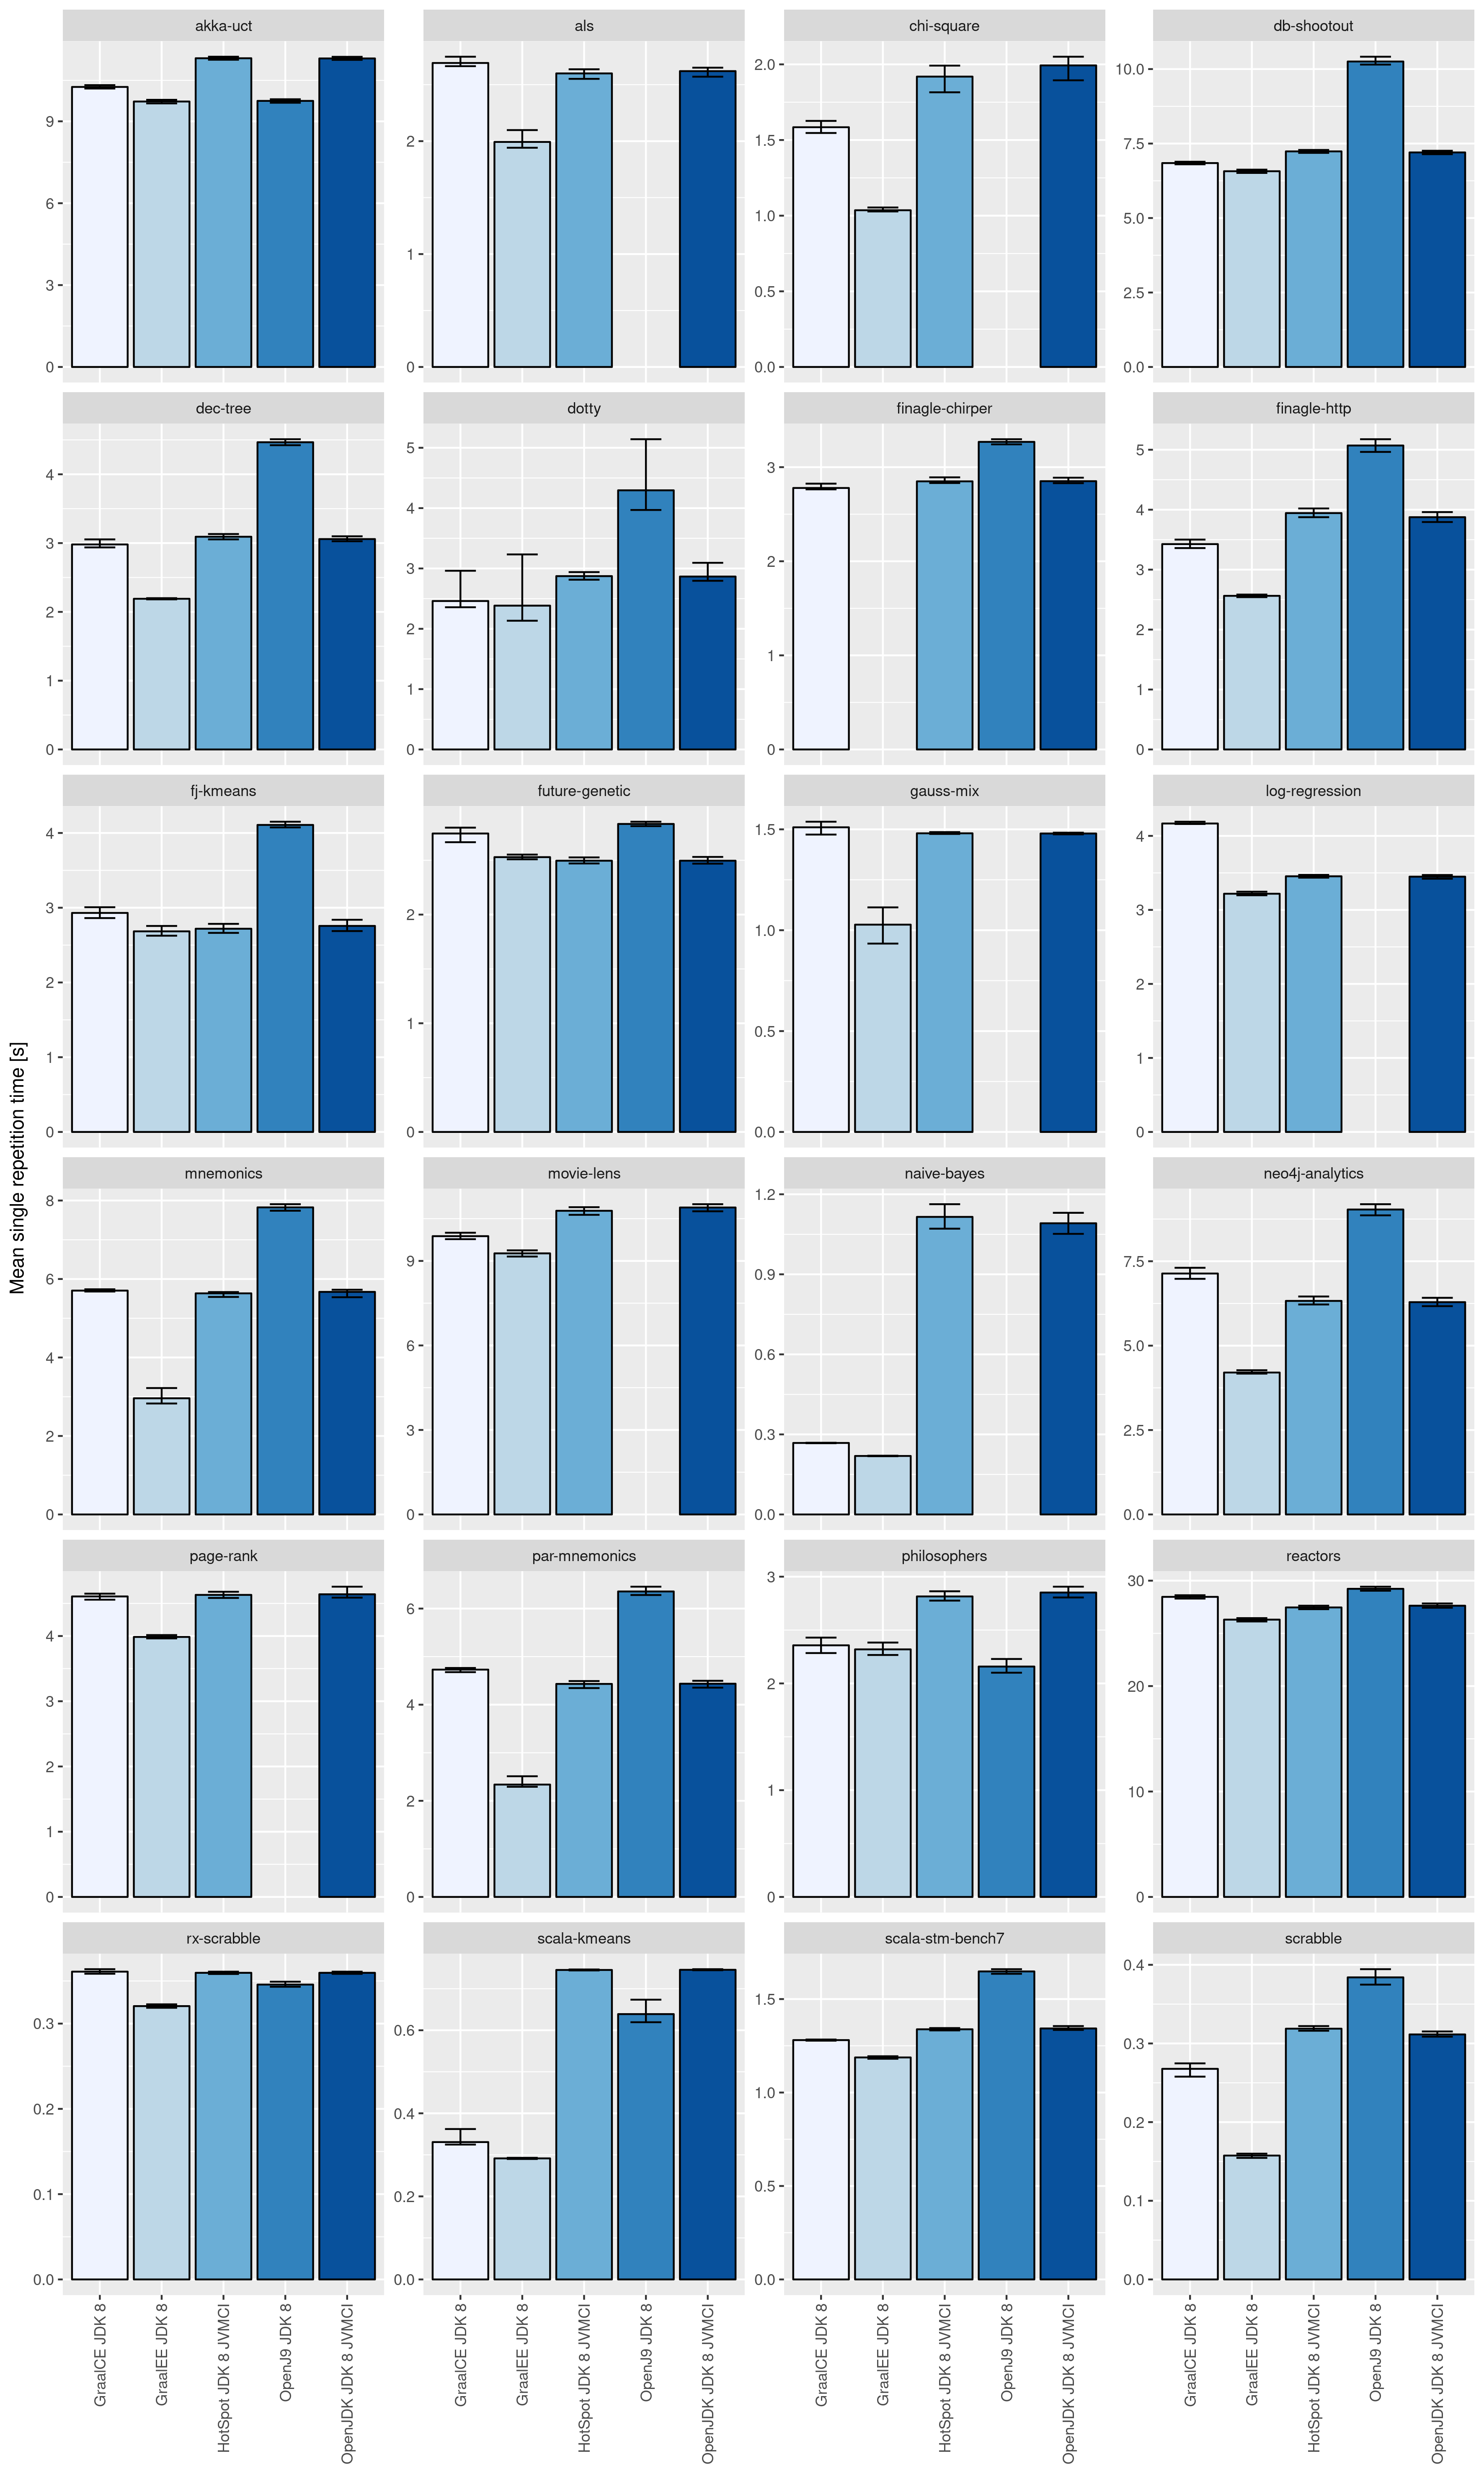 akka-uct
als
chi-square
db-shootout
9
6
3
0
2
1
0
2.0
1.5
1.0
0.5
0.0
10.0
7.5
5.0
2.5
0.0
dec-tree
dotty
finagle-chirper
finagle-http
4
3
2
1
0
5
4
3
2
1
0
3
2
1
0
5
4
3
2
1
0
fj-kmeans
future-genetic
gauss-mix
log-regression
4
3
2
1
0
2
1
0
1.5
1.0
0.5
0.0
4
3
2
1
0
Mean single repetition time [s]
mnemonics
movie-lens
naive-bayes
neo4j-analytics
8
6
4
2
0
9
6
3
0
1.2
0.9
0.6
0.3
0.0
7.5
5.0
2.5
0.0
page-rank
par-mnemonics
philosophers
reactors
4
3
2
1
0
6
4
2
0
3
2
1
0
30
20
10
0
rx-scrabble
scala-kmeans
scala-stm-bench7
scrabble
0.3
0.2
0.1
0.0
0.6
0.4
0.2
0.0
1.5
1.0
0.5
0.0
0.4
0.3
0.2
0.1
0.0
GraalCE JDK 8
GraalEE JDK 8
HotSpot JDK 8 JVMCI
OpenJ9 JDK 8
OpenJDK JDK 8 JVMCI
GraalCE JDK 8
GraalEE JDK 8
HotSpot JDK 8 JVMCI
OpenJ9 JDK 8
OpenJDK JDK 8 JVMCI
GraalCE JDK 8
GraalEE JDK 8
HotSpot JDK 8 JVMCI
OpenJ9 JDK 8
OpenJDK JDK 8 JVMCI
GraalCE JDK 8
GraalEE JDK 8
HotSpot JDK 8 JVMCI
OpenJ9 JDK 8
OpenJDK JDK 8 JVMCI